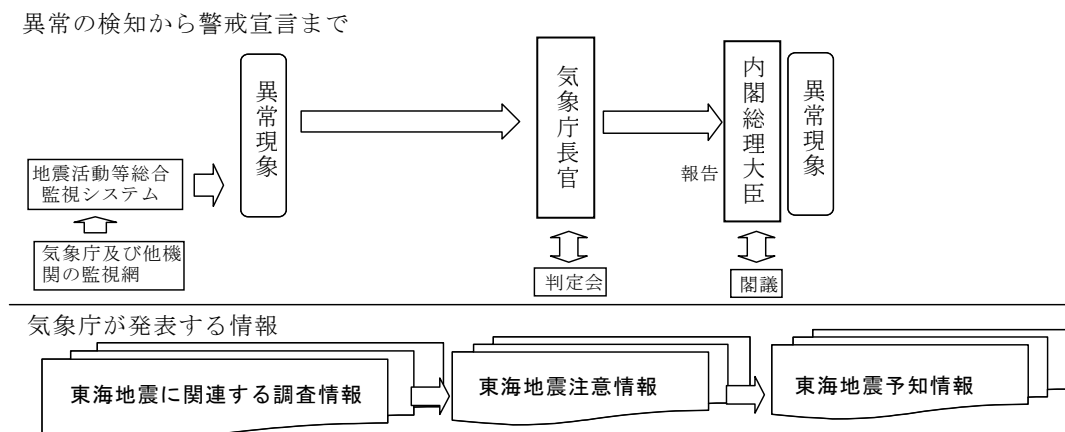 異常の検知から警戒宣言まで
異常現象
気象庁長官
内閣総理大臣
異常現象
地震活動等総合
監視システム
報告
気象庁及び他機
関の監視網
判定会
閣議
気象庁が発表する情報
東海地震に関連する調査情報
東海地震注意情報
東海地震予知情報